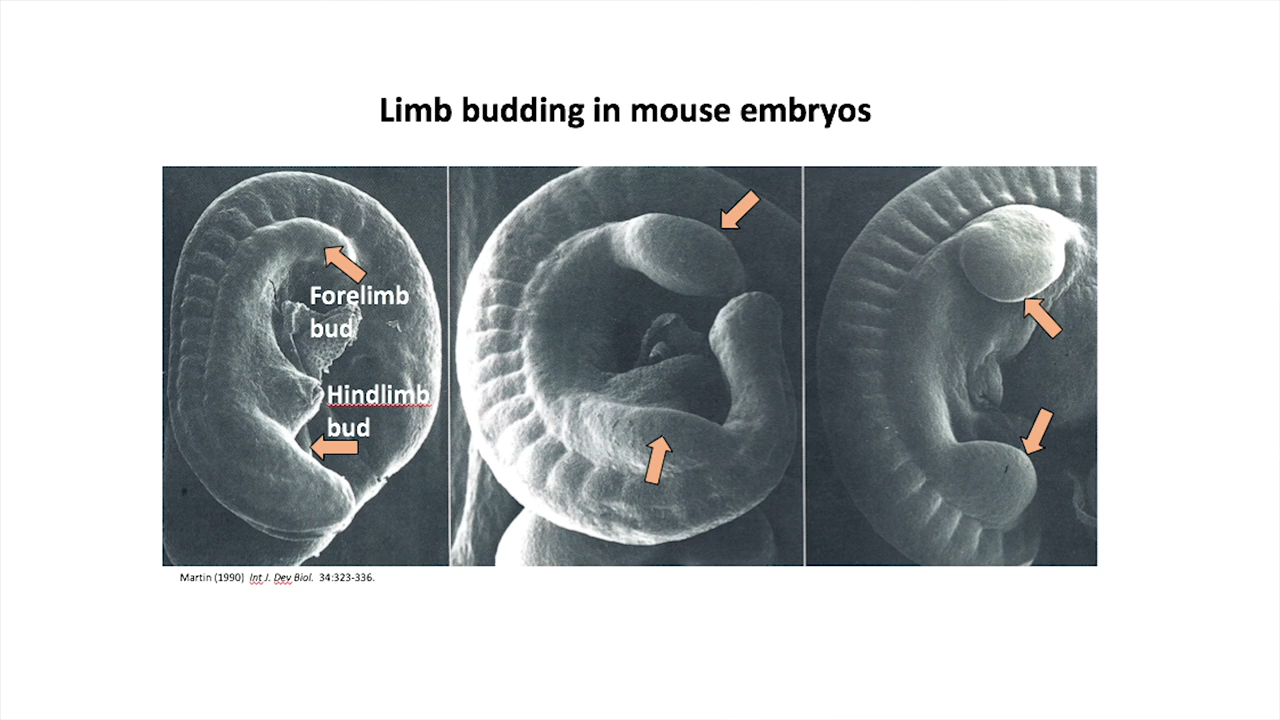 Limb budding in mouse embryos
Forelimb
bud
Hindlimb
bud
Martin (1990) Int J. Dev Biol. 34:323-336.